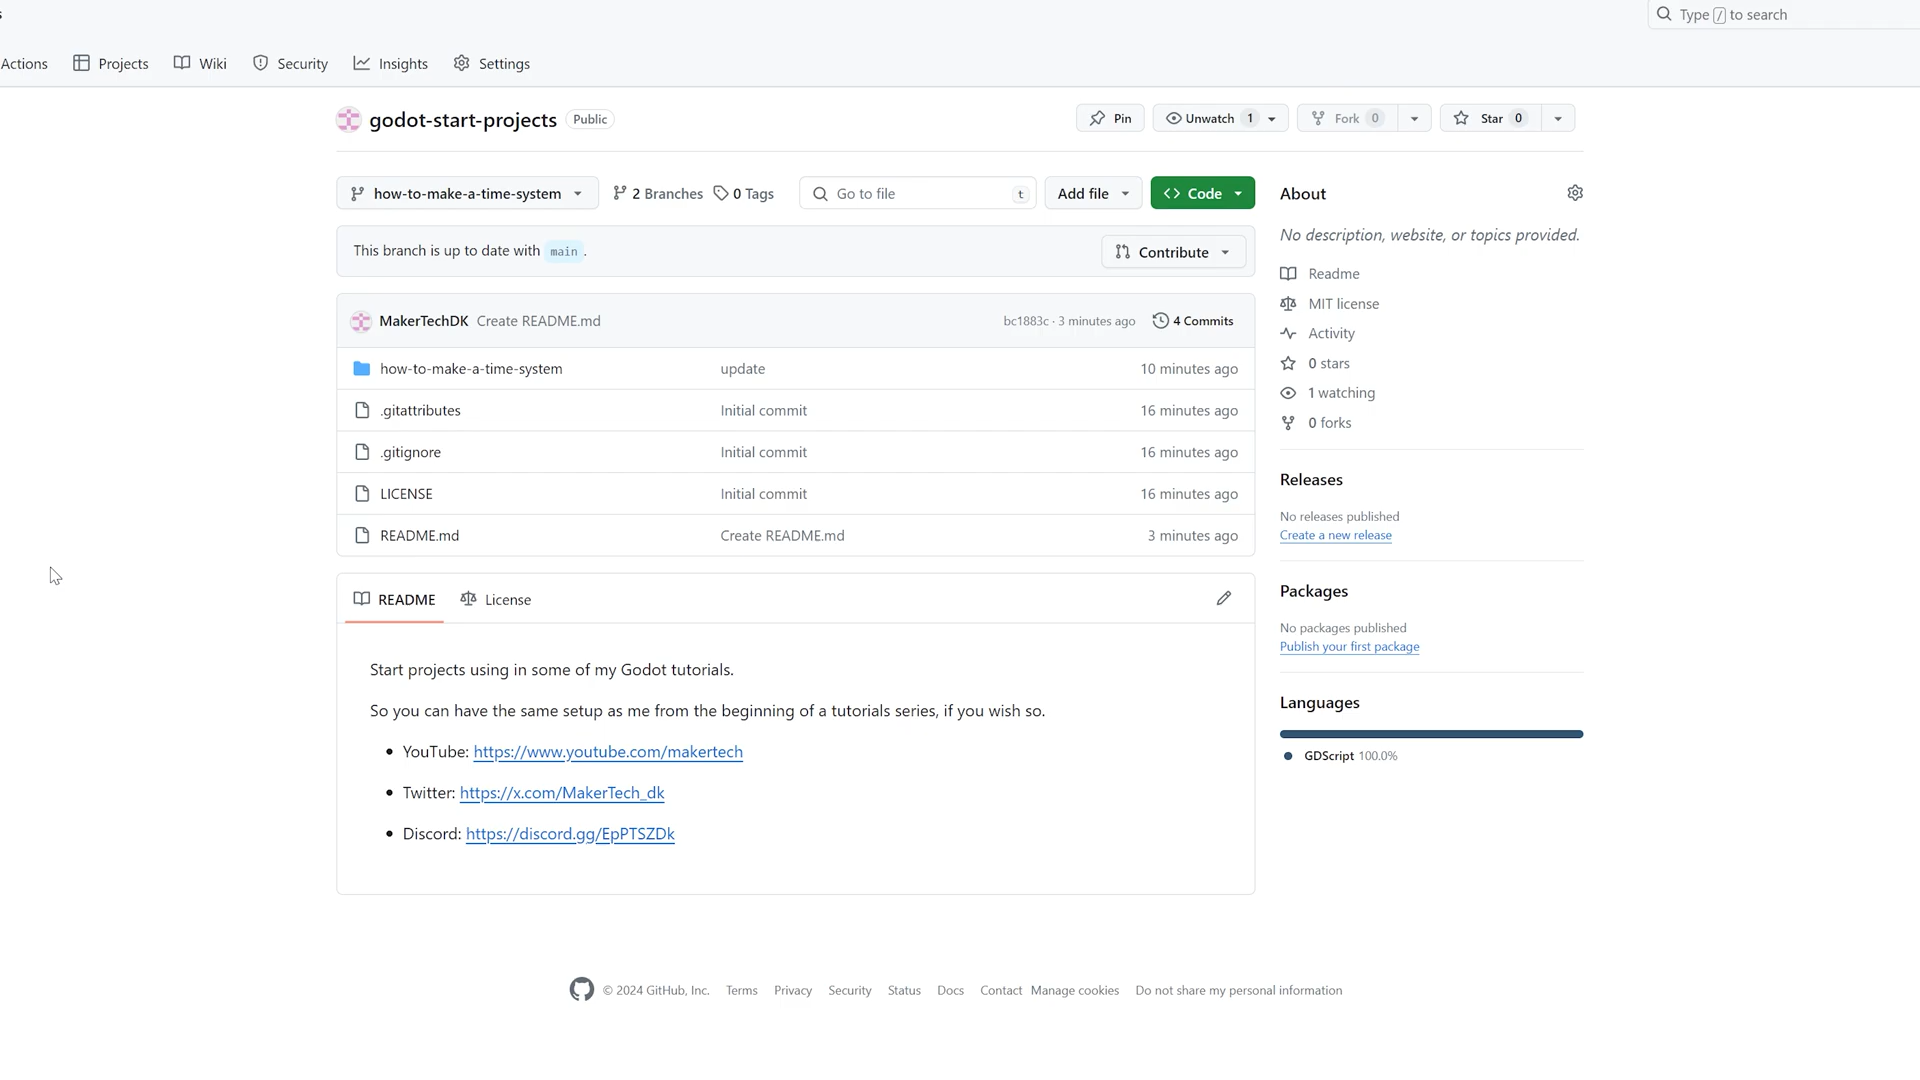 s
Type / to search
Actions Projects Wiki Security Insights Settings
godot-start-projects Public
Pin Unwatch 1 Fork 0 Star 0
how-to-make-a-time-system 2 Branches 0 Tags Go to file t Add file Code
This branch is up to date with main .
Contribute
MakerTechDK Create README.md bc1883c · 3 minutes ago 4 Commits
how-to-make-a-time-system update 10 minutes ago
.gitattributes Initial commit 16 minutes ago
.gitignore Initial commit 16 minutes ago
LICENSE Initial commit 16 minutes ago
README.md Create README.md 3 minutes ago
README License
Start projects using in some of my Godot tutorials.
So you can have the same setup as me from the beginning of a tutorials series, if you wish so.
• YouTube: https://www.youtube.com/makertech
• Twitter: https://x.com/MakerTech_dk
• Discord: https://discord.gg/EpPTSZDk
About
No description, website, or topics provided.
Readme
MIT license
Activity
0 stars
1 watching
0 forks
Releases
No releases published
Create a new release
Packages
No packages published
Publish your first package
Languages
GDScript 100.0%
© 2024 GitHub, Inc. Terms Privacy Security Status Docs Contact Manage cookies Do not share my personal information